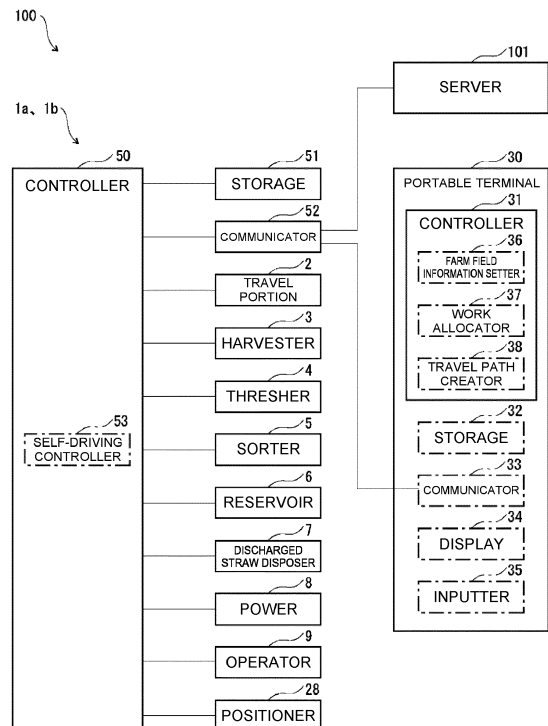 100
1a、1b
50
CONTROLLER
53
SELF-DRIVING
CONTROLLER
51
STORAGE
52
COMMUNICATOR
2
TRAVEL
PORTION
3
HARVESTER
4
THRESHER
5
SORTER
6
RESERVOIR
7
DISCHARGED
STRAW DISPOSER
8
POWER
9
OPERATOR
28
POSITIONER
101
SERVER
30
PORTABLE TERMINAL
31
CONTROLLER
36
FARM FIELD
INFORMATION SETTER
37
WORK
ALLOCATOR
38
TRAVEL PATH
CREATOR
32
STORAGE
33
COMMUNICATOR
34
DISPLAY
35
INPUTTER